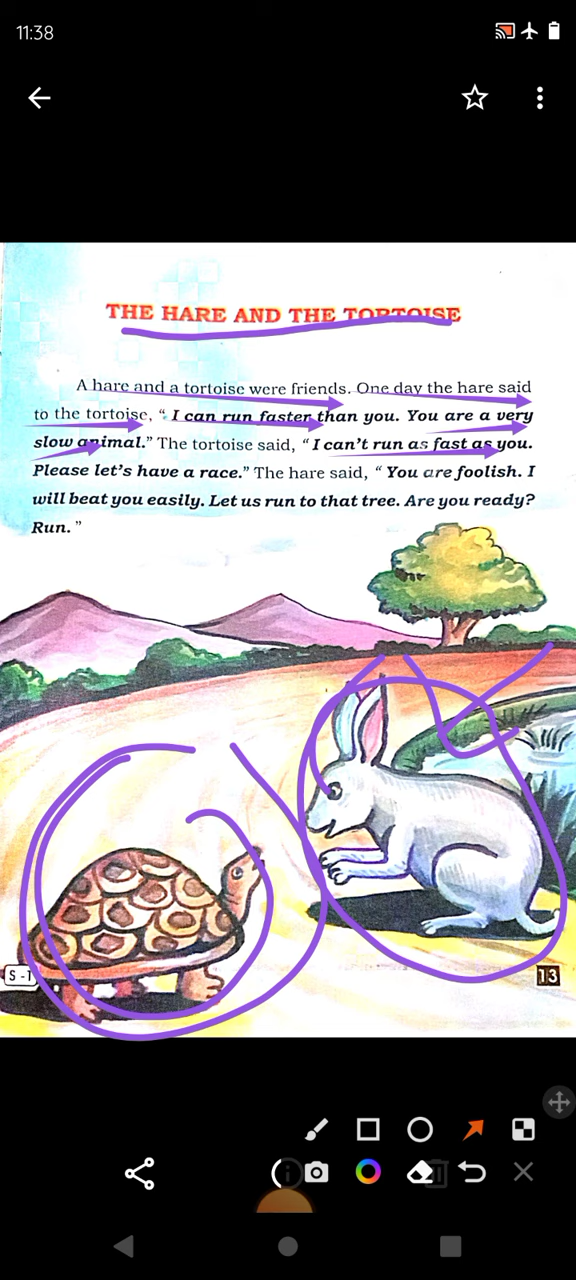 11:38
THE HARE AND THE TORTOISE
A hare and a tortoise were friends. One day the hare said
to the tortoise, “ I can run faster than you. You are a very
slow animal.” The tortoise said, “ I can’t run as fast as you.
Please let’s have a race.” The hare said, “ You are foolish. I
will beat you easily. Let us run to that tree. Are you ready?
Run. ”
S - 1
13